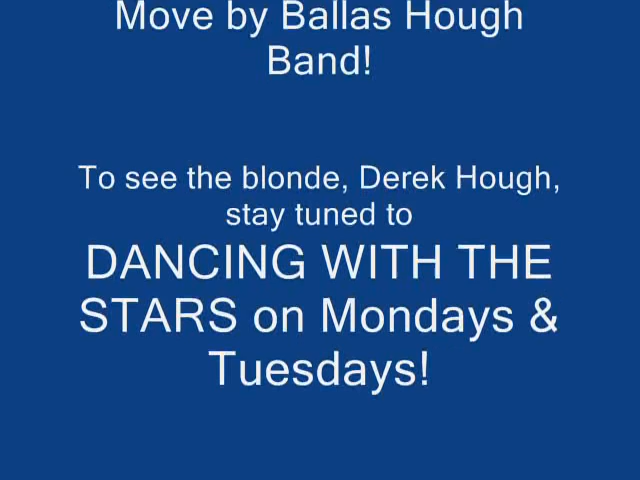 Move by Ballas Hough
Band!
To see the blonde, Derek Hough,
stay tuned to
DANCING WITH THE
STARS on Mondays &
Tuesdays!